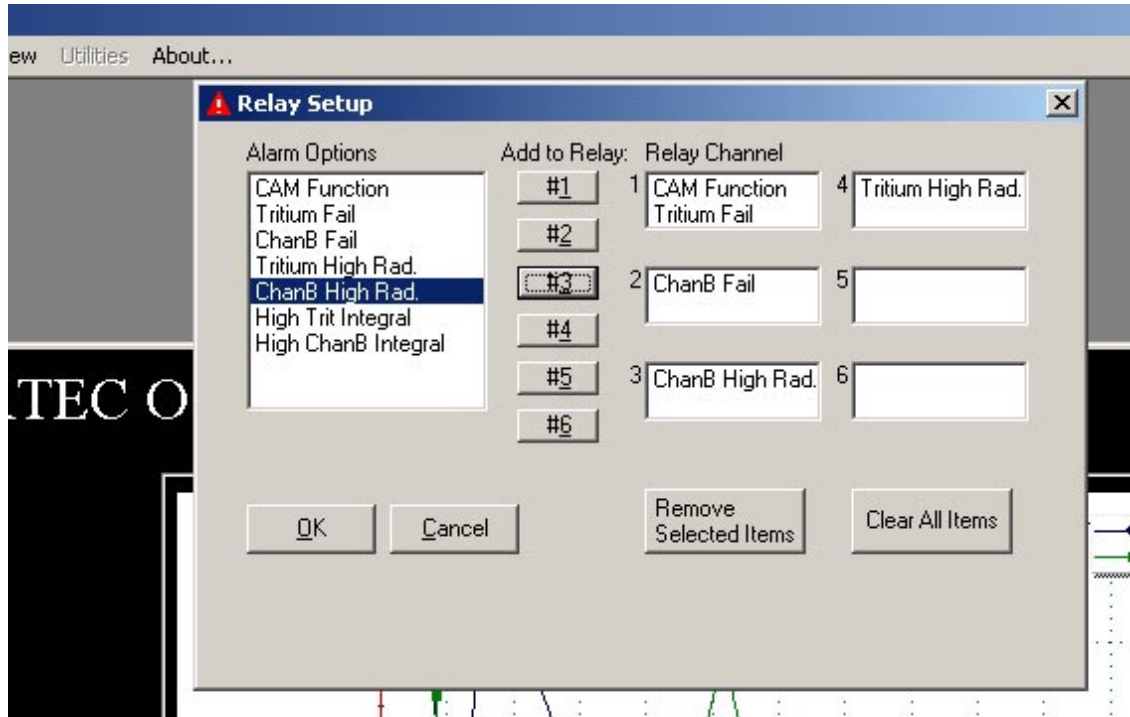 ew Utilities About...
Relay Setup
Alarm Options
CAM Function
Tritium Fail
ChanB Fail
Tritium High Rad.
ChanB High Rad.
High Trit Integral
High ChanB Integral
Add to Relay:
#1
#2
#3
#4
#5
#6
Relay Channel
1 CAM Function
Tritium Fail
2 ChanB Fail
3 ChanB High Rad.
4 Tritium High Rad.
5
6
OK
Cancel
Remove
Selected Items
Clear All Items
TEC O